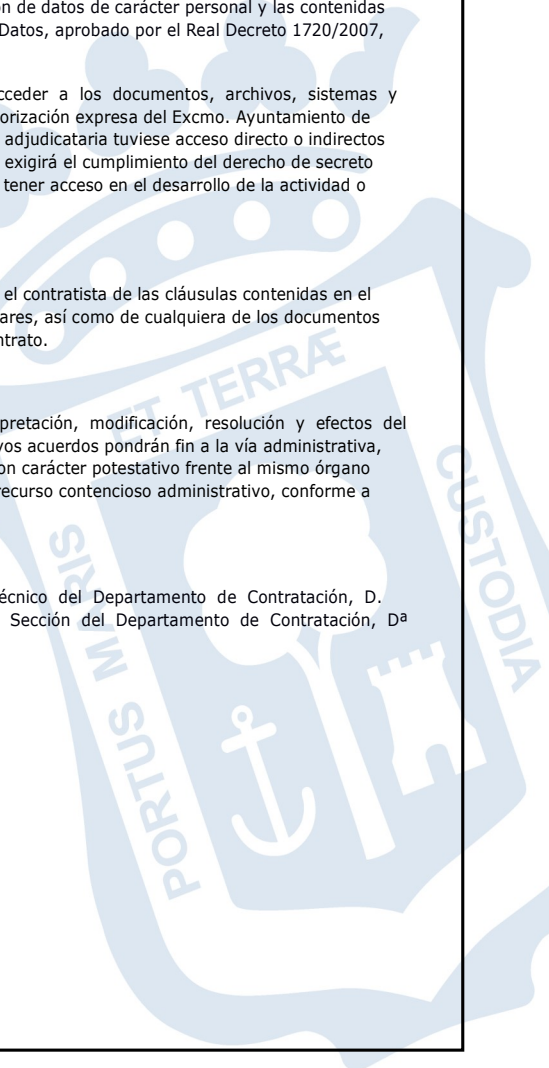 ón de datos de carácter personal y las contenidas
Datos, aprobado por el Real Decreto 1720/2007,
cceder a los documentos, archivos, sistemas y
orización expresa del Excmo. Ayuntamiento de
adjudicataria tuviese acceso directo o indirectos
exigirá el cumplimiento del derecho de secreto
tener acceso en el desarrollo de la actividad o
el contratista de las cláusulas contenidas en el
ares, así como de cualquiera de los documentos
ntrato.
pretación, modificación, resolución y efectos del
yos acuerdos pondrán fin a la vía administrativa,
on carácter potestativo frente al mismo órgano
recurso contencioso administrativo, conforme a
écnico del Departamento de Contratación, D.
Sección del Departamento de Contratación, Dª
PORTUS MARIS ET TERRÆ CUSTODIA